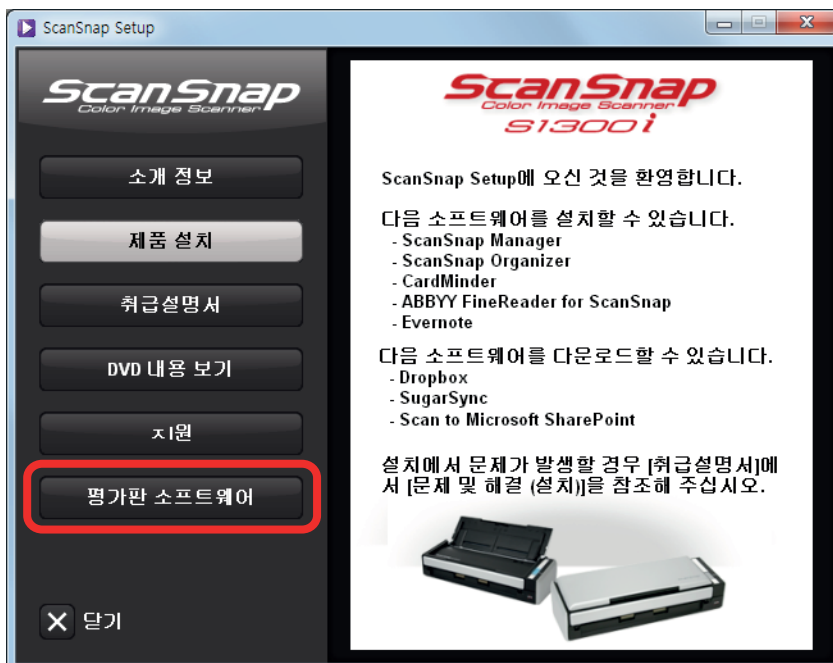 ScanSnap Setup
ScanSnap
Color Image Scanner
소개 정보
제품 설치
취급설명서
DVD 내용 보기
지원
평가판 소프트웨어
닫기
ScanSnap
Color Image Scanner
S1300i
ScanSnap Setup에 오신 것을 환영합니다.
다음 소프트웨어를 설치할 수 있습니다.
- ScanSnap Manager
- ScanSnap Organizer
- CardMinder
- ABBYY FineReader for ScanSnap
- Evernote
다음 소프트웨어를 다운로드할 수 있습니다.
- Dropbox
- SugarSync
- Scan to Microsoft SharePoint
설치에서 문제가 발생할 경우 [취급설명서]에
서 [문제 및 해결 (설치)]을 참조해 주십시오.